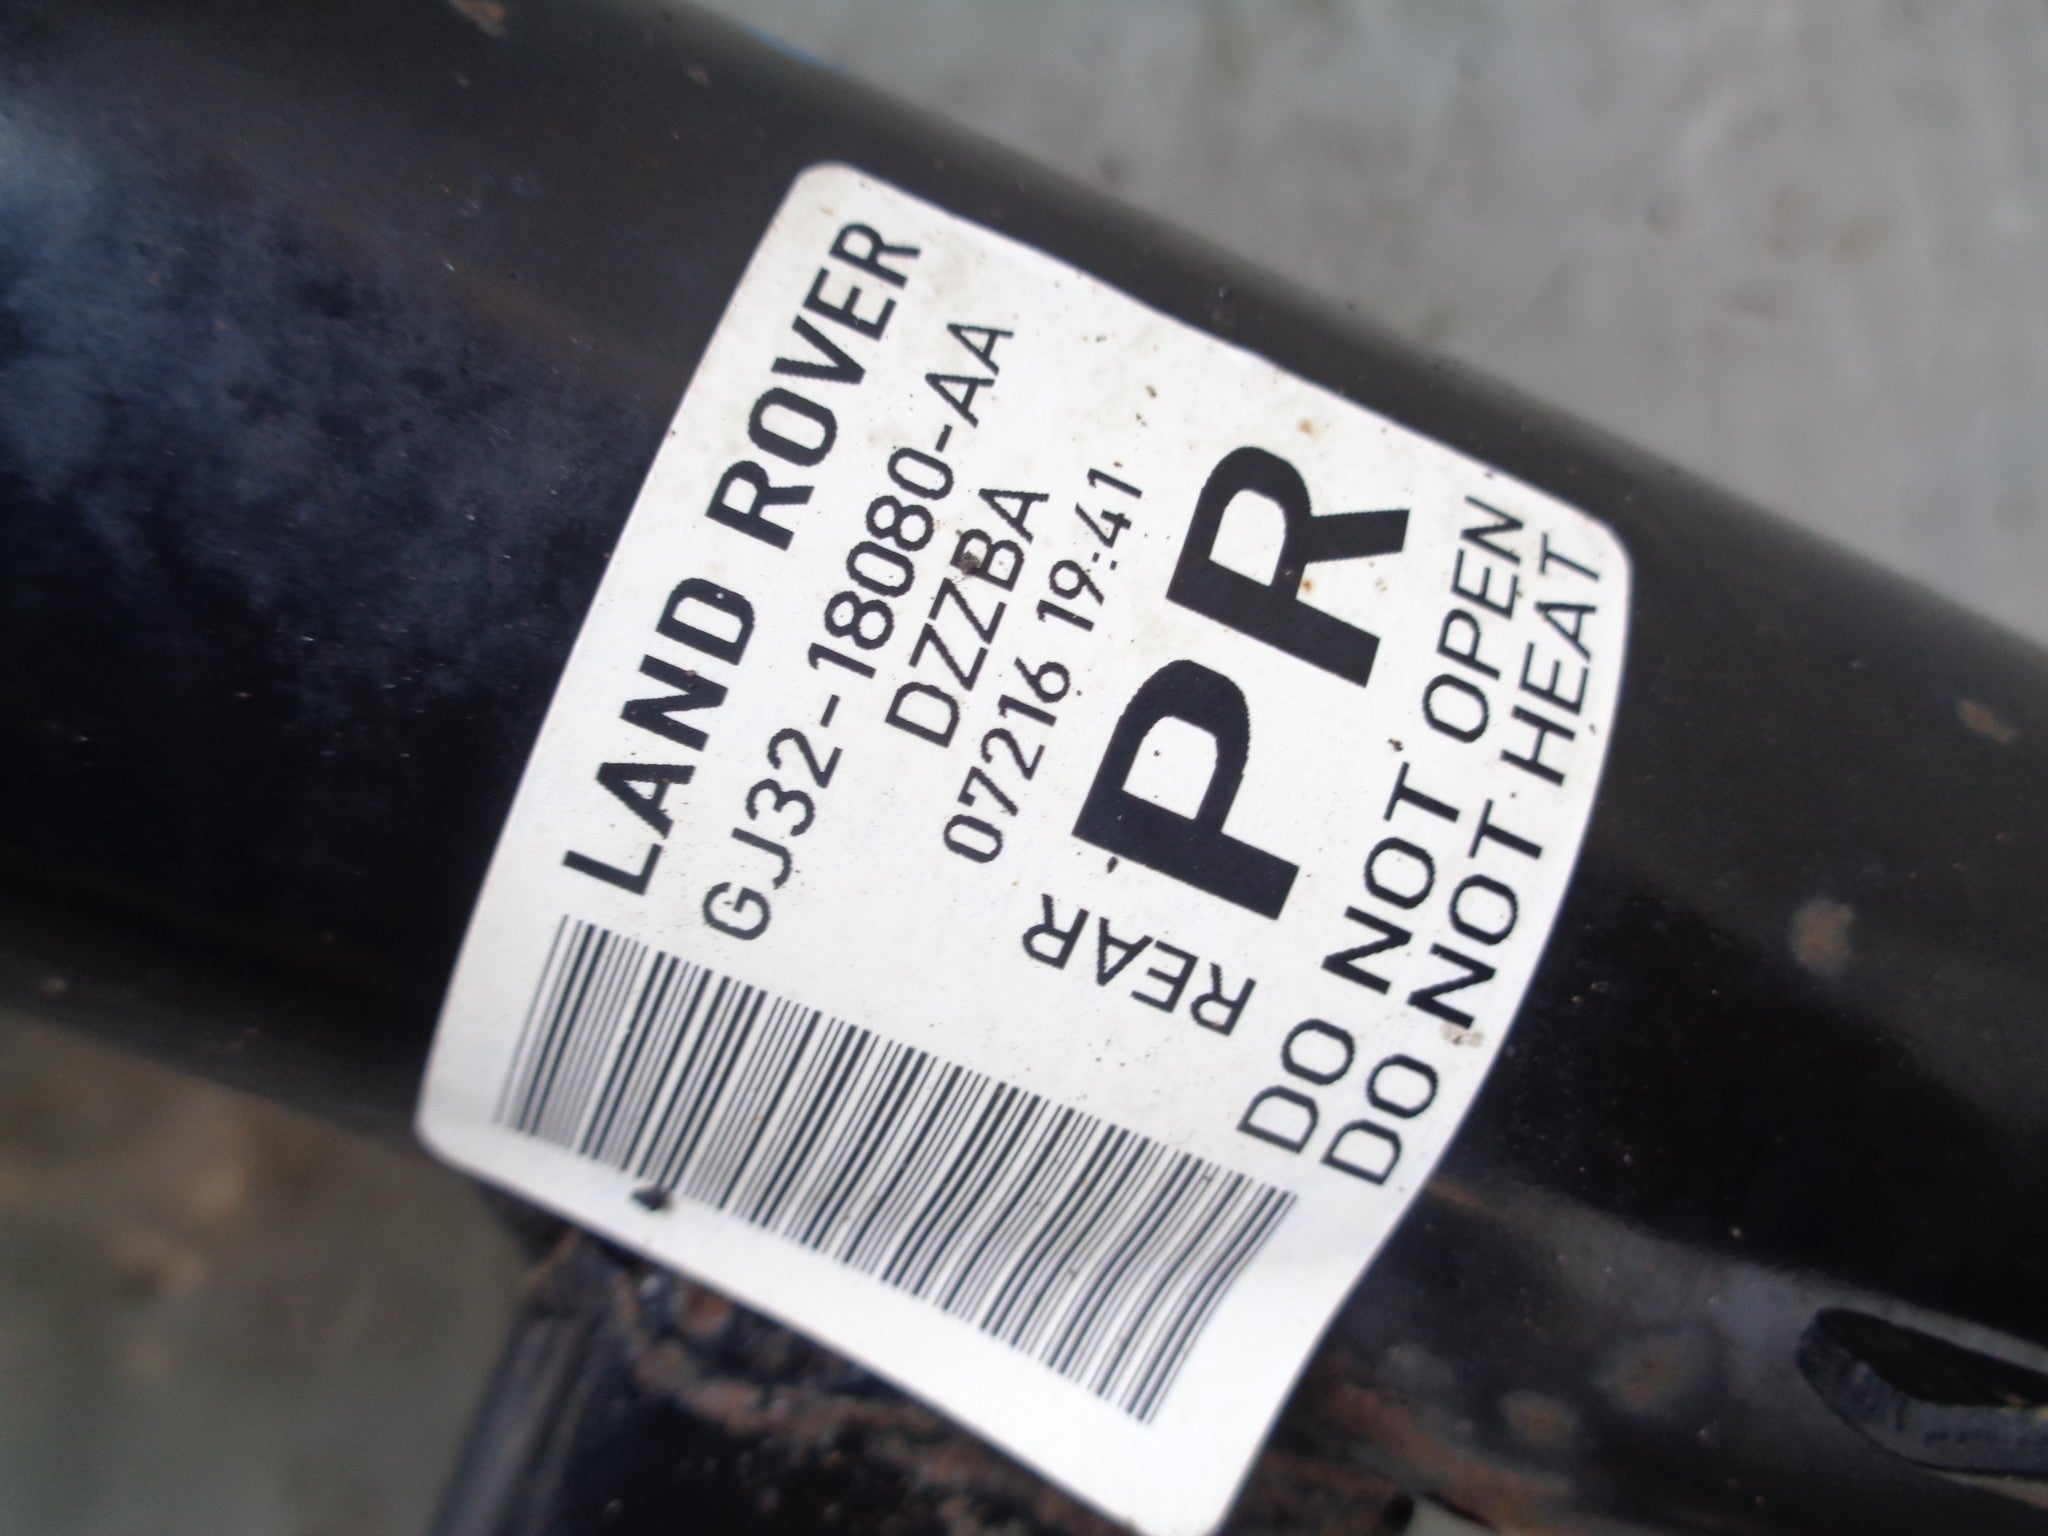 LAND ROVER
GJ32-18080-AA
DZZBA
07216 19:41
REAR
PR
DO NOT OPEN
DO NOT HEAT